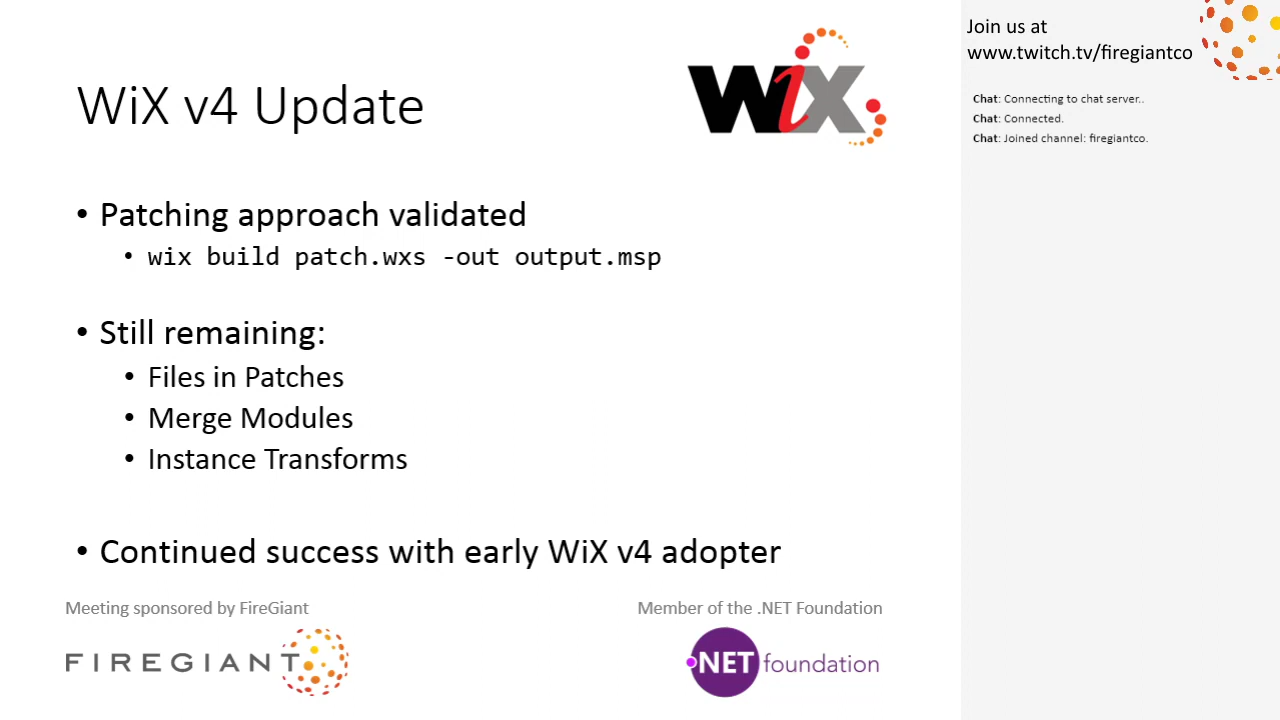 WiX v4 Update
WiX
• Patching approach validated
• wix build patch.wxs -out output.msp
• Still remaining:
• Files in Patches
• Merge Modules
• Instance Transforms
• Continued success with early WiX v4 adopter
Meeting sponsored by FireGiant
FIREGIANT
Member of the .NET Foundation
.NET foundation
Join us at
www.twitch.tv/firegiantco
Chat: Connecting to chat server..
Chat: Connected.
Chat: Joined channel: firegiantco.